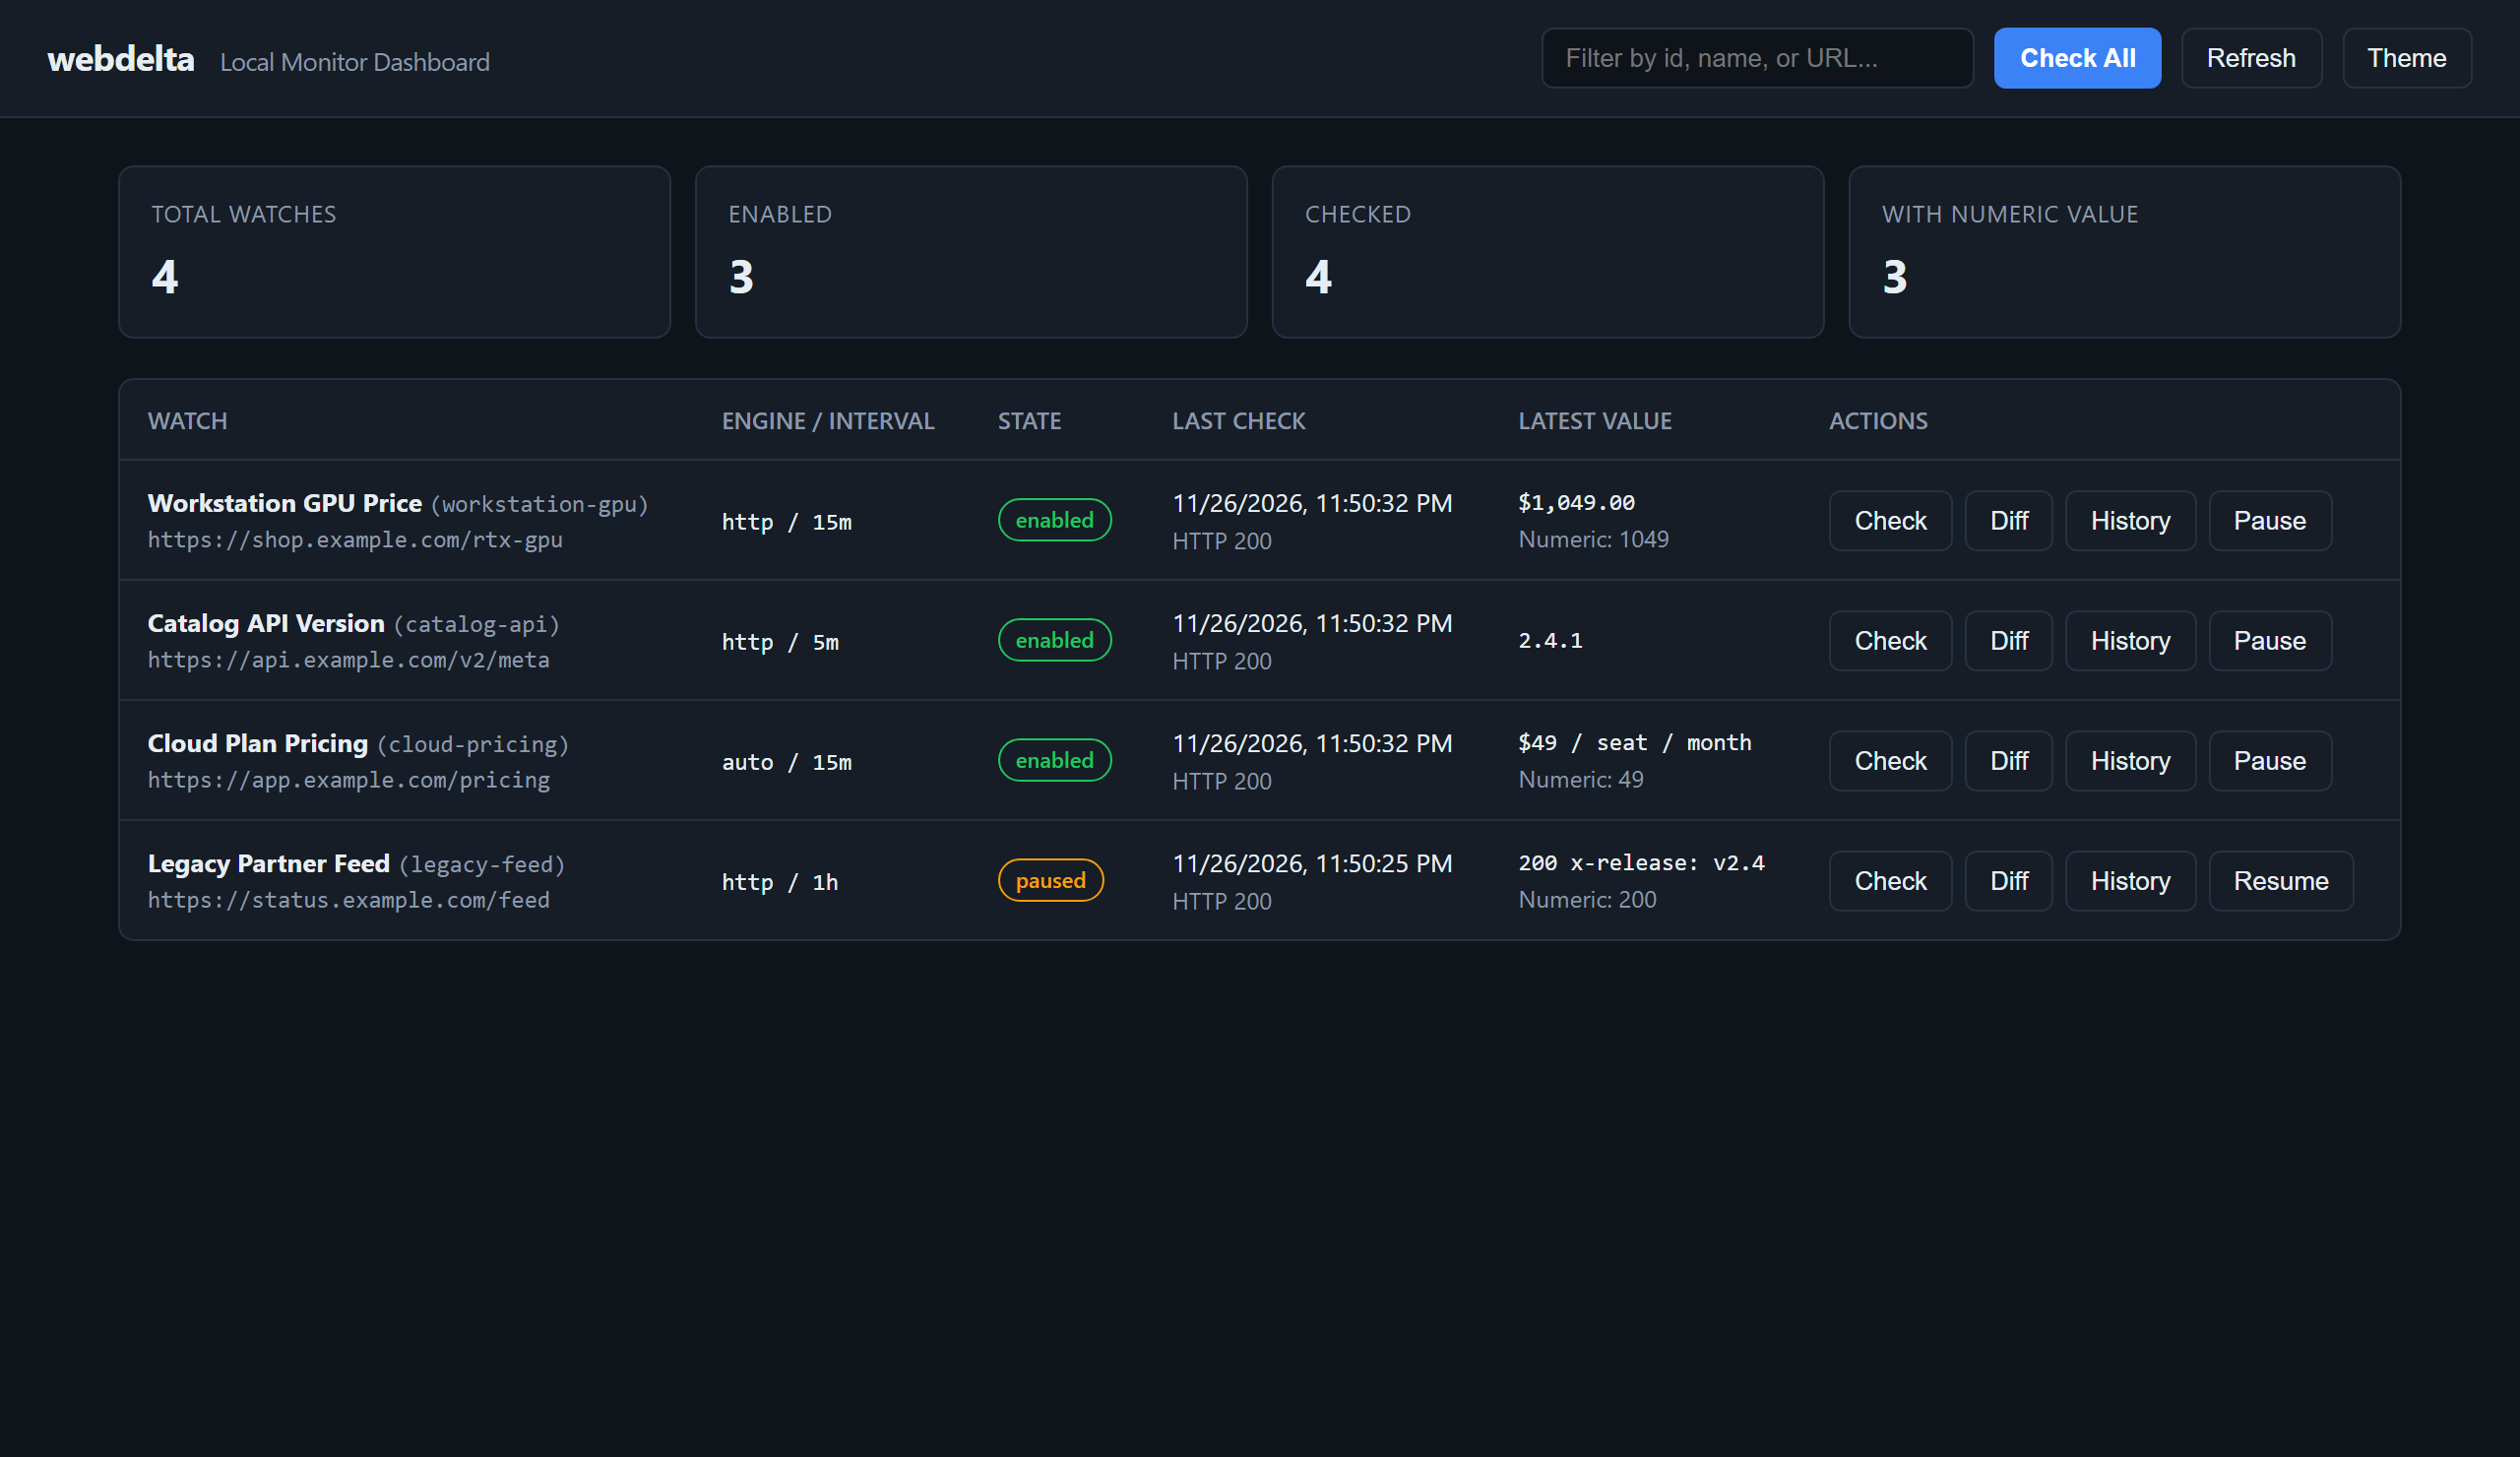 webdelta Local Monitor Dashboard Filter by id, name, or URL... Check All Refresh Theme
TOTAL WATCHES ENABLED CHECKED WITH NUMERIC VALUE
4 3 4 3
WATCH ENGINE / INTERVAL STATE LAST CHECK LATEST VALUE ACTIONS
Workstation GPU Price (workstation-gpu) 11/26/2026, 11:50:32 PM $1,049.00
http / 15m enabled Check Diff History Pause
https://shop.example.com/rtx-gpu HTTP 200 Numeric: 1049
Catalog API Version (catalog-api) 11/26/2026, 11:50:32 PM
http / 5m enabled 2.4.1 Check Diff History Pause
https://api.example.com/v2/meta HTTP 200
Cloud Plan Pricing (cloud-pricing) 11/26/2026, 11:50:32 PM $49 / seat / month
auto / 15m enabled Check Diff History Pause
https://app.example.com/pricing HTTP 200 Numeric: 49
Legacy Partner Feed (legacy-feed) 11/26/2026, 11:50:25 PM 200 x-release: v2.4
http / 1h paused Check Diff History Resume
https://status.example.com/feed HTTP 200 Numeric: 200